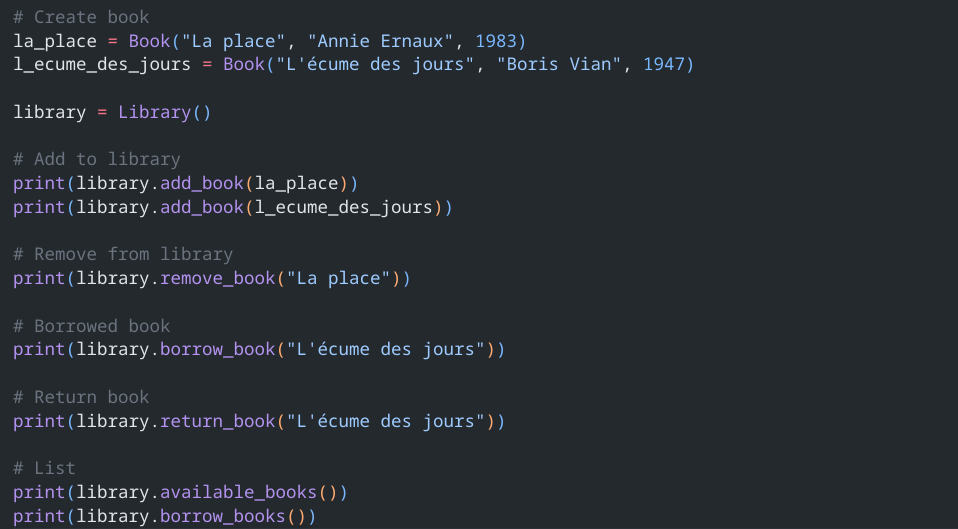 # Create book
la_place = Book("La place", "Annie Ernaux", 1983)
l_ecume_des_jours = Book("L'écume des jours", "Boris Vian", 1947)

library = Library()

# Add to library
print(library.add_book(la_place))
print(library.add_book(l_ecume_des_jours))

# Remove from library
print(library.remove_book("La place"))

# Borrowed book
print(library.borrow_book("L'écume des jours"))

# Return book
print(library.return_book("L'écume des jours"))

# List
print(library.available_books())
print(library.borrow_books())